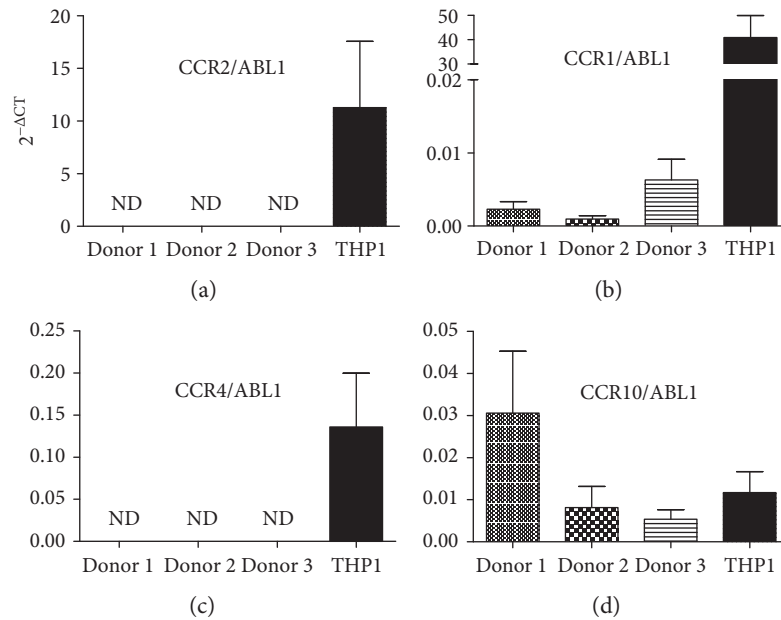 20
15
10
5
0
2−ΔCT
CCR2/ABL1
ND ND ND
Donor 1 Donor 2 Donor 3 THP1
(a)
50
40
30
0.02
0.01
0.00
CCR1/ABL1
Donor 1 Donor 2 Donor 3 THP1
(b)
0.25
0.20
0.15
0.10
0.05
0.00
CCR4/ABL1
ND ND ND
Donor 1 Donor 2 Donor 3 THP1
(c)
0.05
0.04
0.03
0.02
0.01
0.00
CCR10/ABL1
Donor 1 Donor 2 Donor 3 THP1
(d)